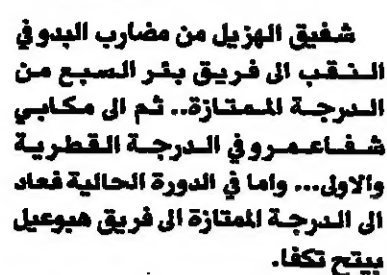 شفيق الهزيل من مضارب البدو في
النقب الى فريق بئر السبع من
الدرجة الممتازة.. ثم الى مكابي
شفاعمرو في الدرجة القطرية
والاولى... واما في الدورة الحالية فعاد
الى الدرجة الممتازة الى فريق هبوعيل
بيتح تكفا.